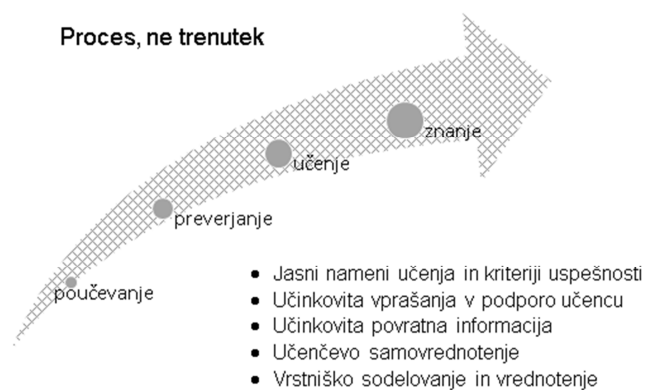 Proces, ne trenutek
znanje
učenje
preverjanje
poučevanje
• Jasni nameni učenja in kriteriji uspešnosti
• Učinkovita vprašanja v podporo učencu
• Učinkovita povratna informacija
• Učenčevo samovrednotenje
• Vrstniško sodelovanje in vrednotenje